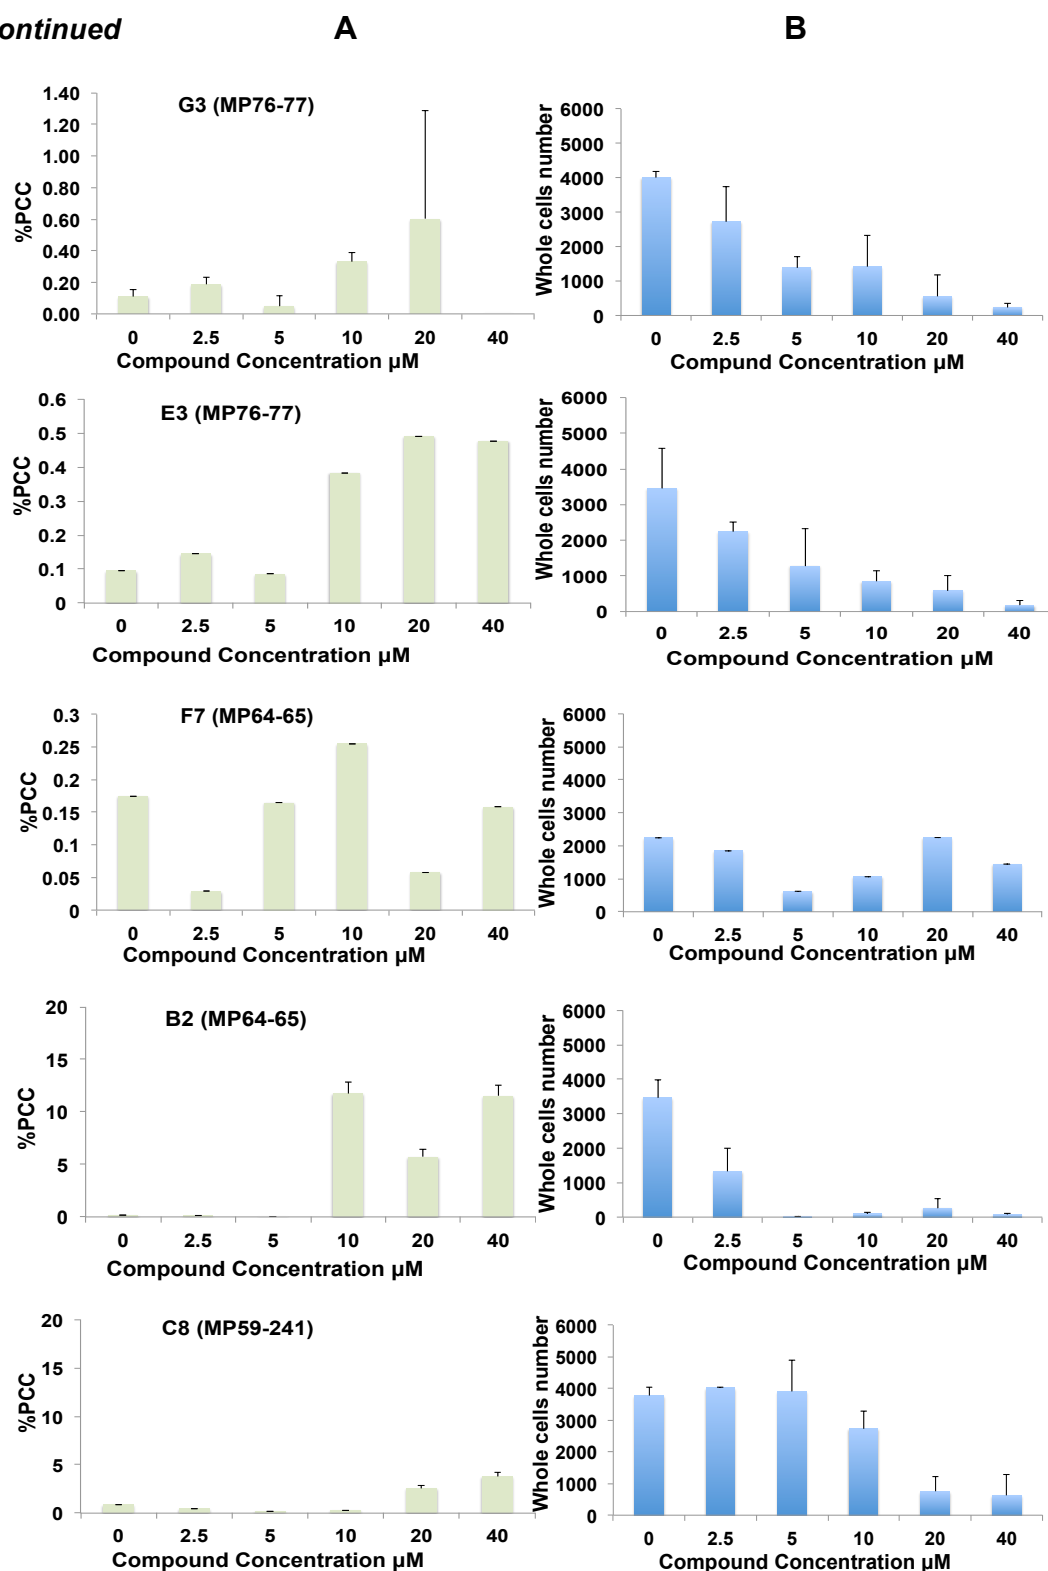 ontinued
A
B
G3 (MP76-77)
%PCC
1.40
1.20
1.00
0.80
0.60
0.40
0.20
0.00
0 2.5 5 10 20 40
Compound Concentration µM
Whole cells number
6000
5000
4000
3000
2000
1000
0
0 2.5 5 10 20 40
Compund Concentration µM
E3 (MP76-77)
%PCC
0.6
0.5
0.4
0.3
0.2
0.1
0
0 2.5 5 10 20 40
Compound Concentration µM
Whole cells number
6000
5000
4000
3000
2000
1000
0
0 2.5 5 10 20 40
Compound Concentration µM
F7 (MP64-65)
%PCC
0.3
0.25
0.2
0.15
0.1
0.05
0
0 2.5 5 10 20 40
Compound Concentration µM
Whole cells number
6000
5000
4000
3000
2000
1000
0
0 2.5 5 10 20 40
Compound Concentration µM
B2 (MP64-65)
%PCC
20
15
10
5
0
0 2.5 5 10 20 40
Compound Concentration µM
Whole cells number
6000
5000
4000
3000
2000
1000
0
0 2.5 5 10 20 40
Compound Concentration µM
C8 (MP59-241)
%PCC
20
15
10
5
0
0 2.5 5 10 20 40
Compound Concentration µM
Whole cells number
6000
5000
4000
3000
2000
1000
0
0 2.5 5 10 20 40
Compound Concentration µM